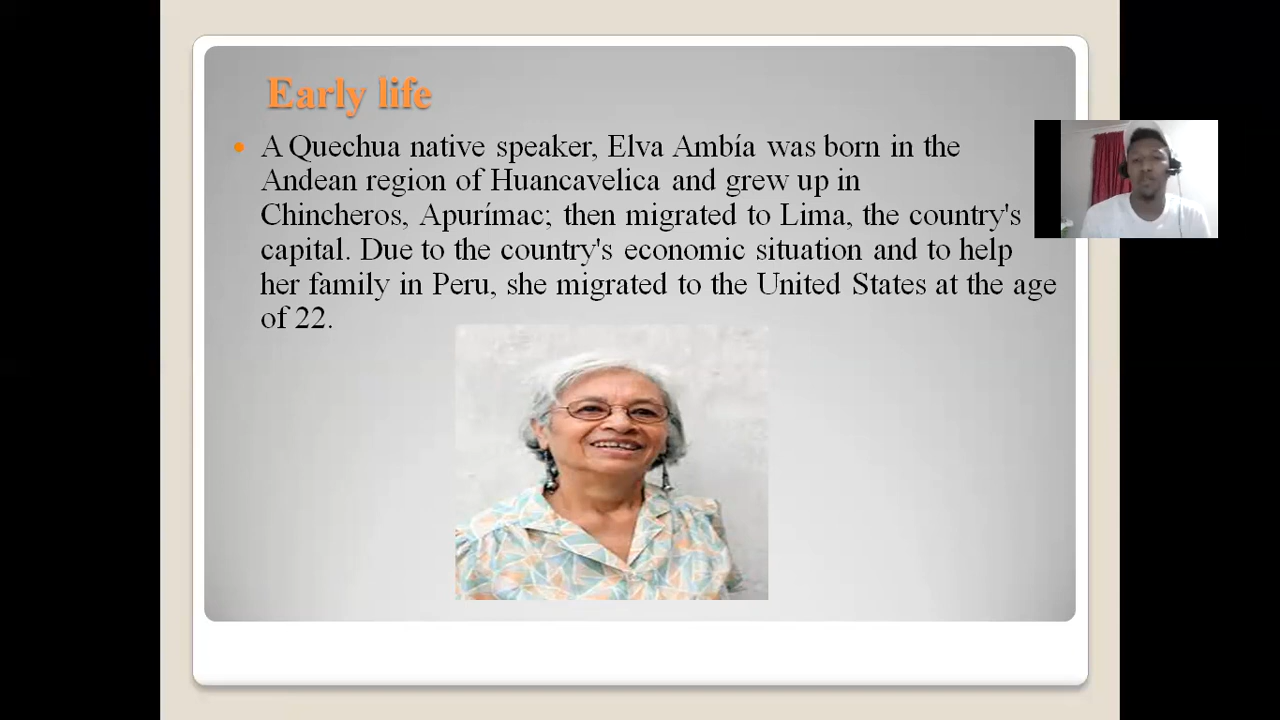 Early life
A Quechua native speaker, Elva Ambía was born in the
Andean region of Huancavelica and grew up in
Chincheros, Apurímac; then migrated to Lima, the country's
capital. Due to the country's economic situation and to help
her family in Peru, she migrated to the United States at the age
of 22.